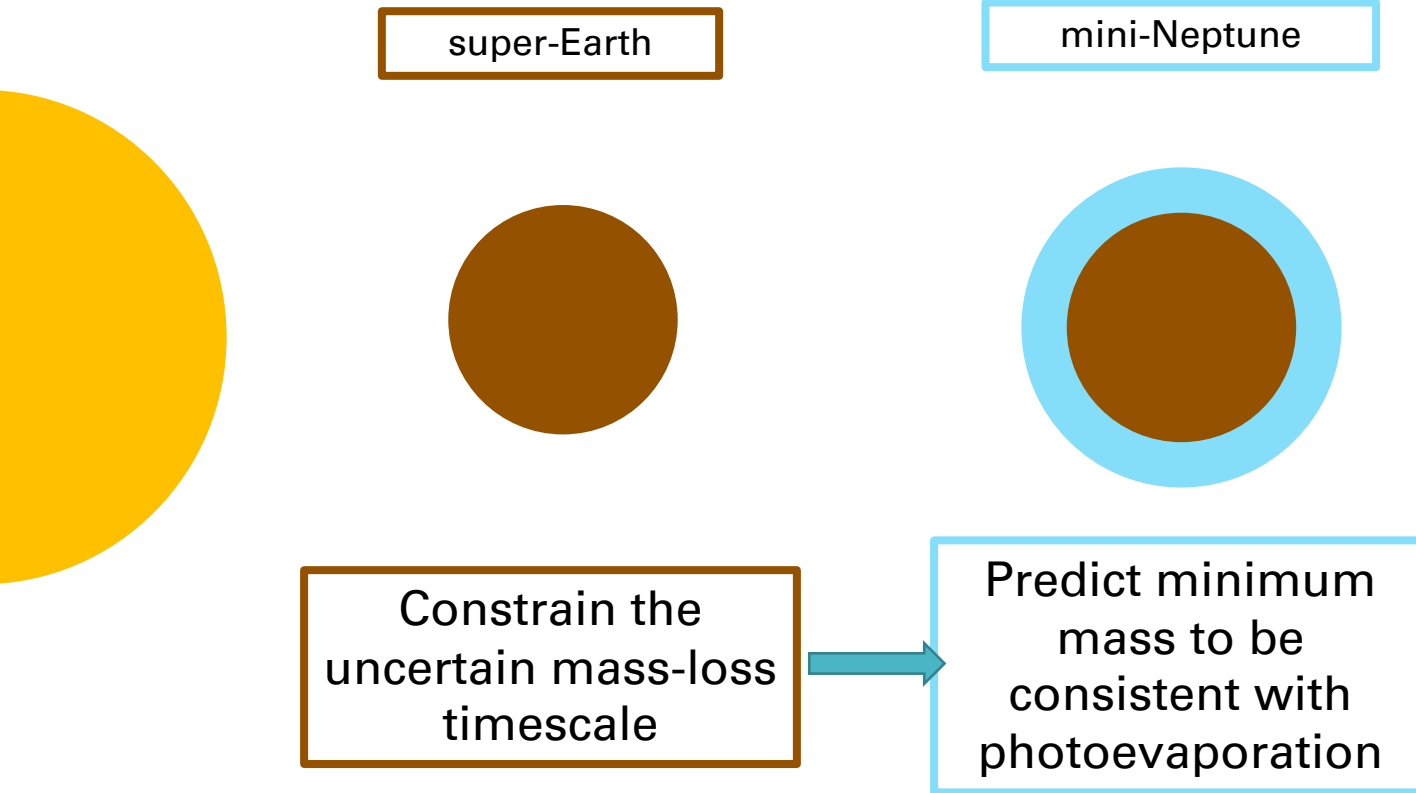 super-Earth
mini-Neptune
Constrain the
uncertain mass-loss
timescale
Predict minimum
mass to be
consistent with
photoevaporation